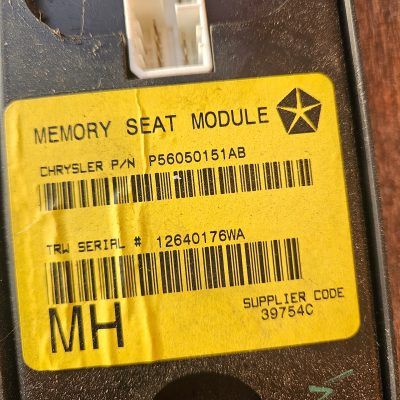 MEMORY SEAT MODULE
CHRYSLER P/N P56050151AB
TRW SERIAL # 12640176WA
MH
SUPPLIER CODE
39754C